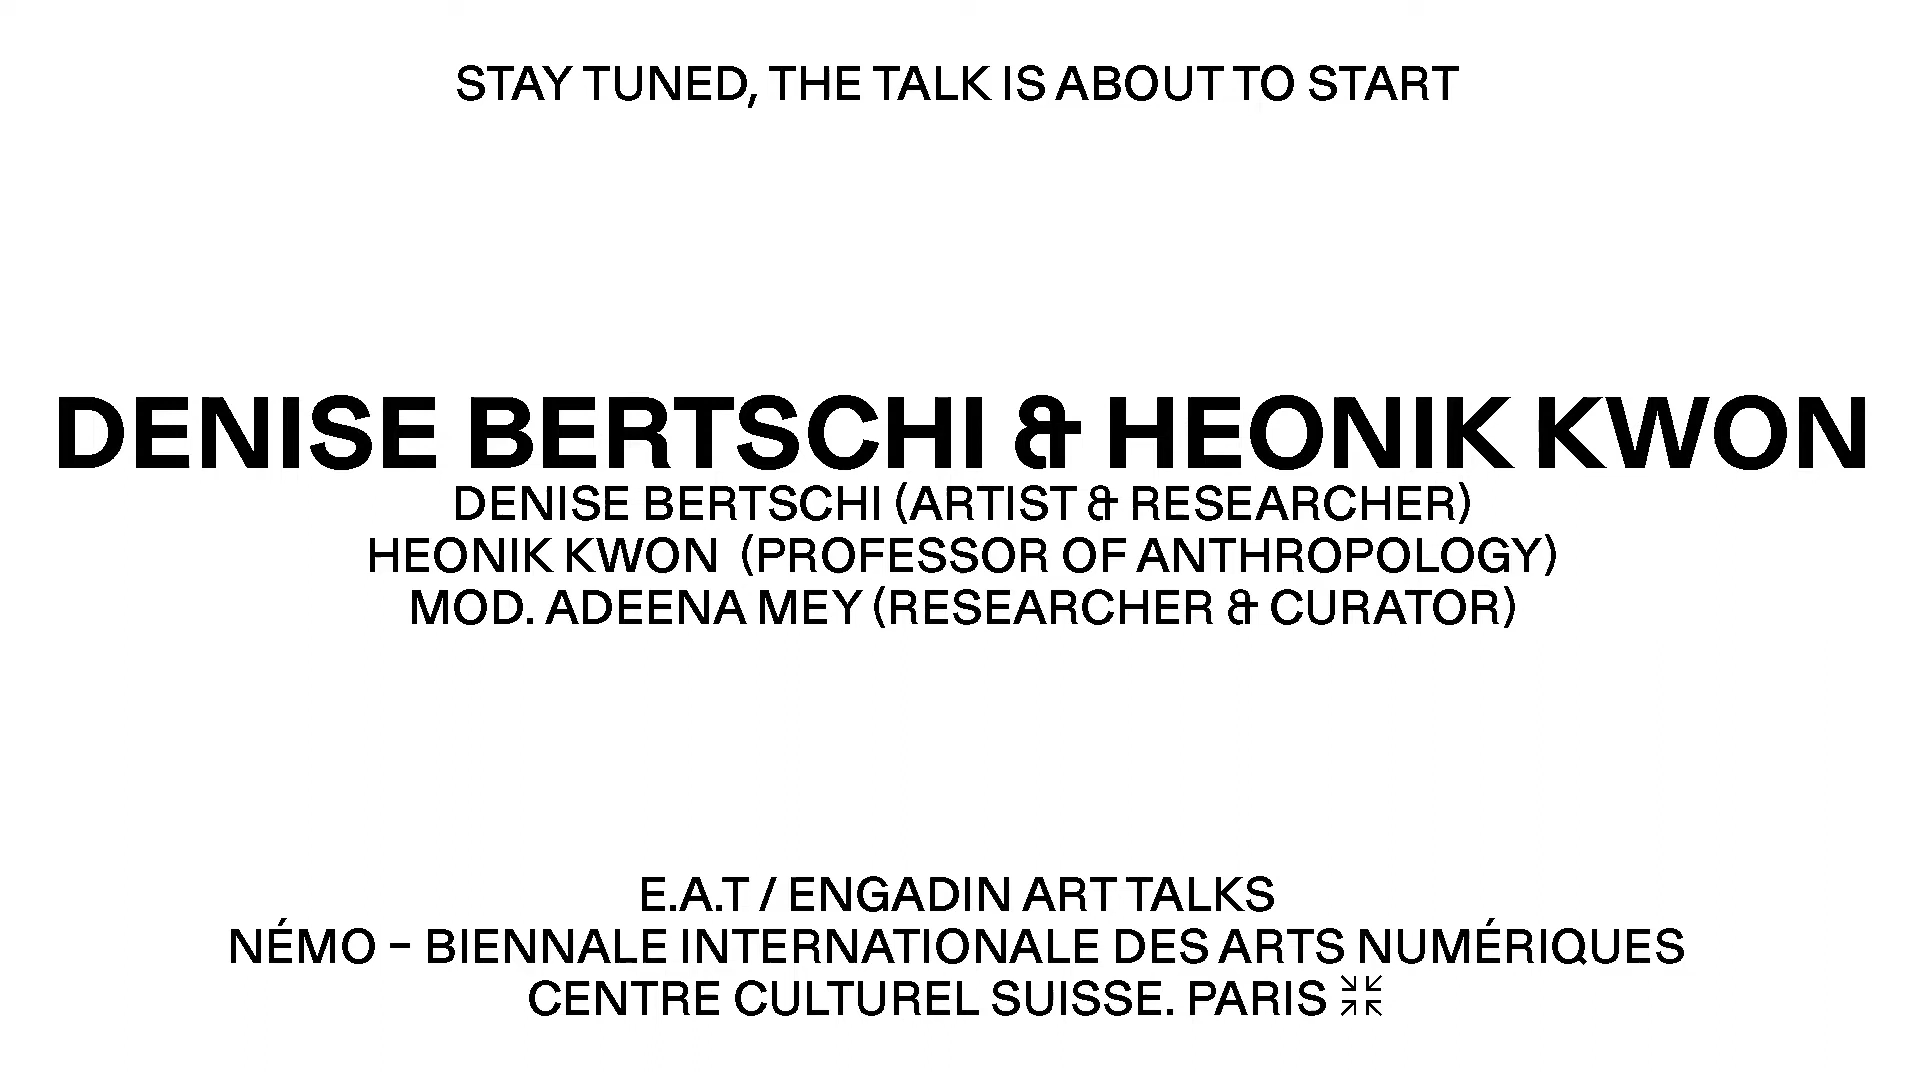 STAY TUNED, THE TALK IS ABOUT TO START
DENISE BERTSCHI & HEONIK KWON
DENISE BERTSCHI (ARTIST & RESEARCHER)
HEONIK KWON (PROFESSOR OF ANTHROPOLOGY)
MOD. ADEENA MEY (RESEARCHER & CURATOR)
E.A.T / ENGADIN ART TALKS
NÉMO – BIENNALE INTERNATIONALE DES ARTS NUMÉRIQUES
CENTRE CULTUREL SUISSE. PARIS